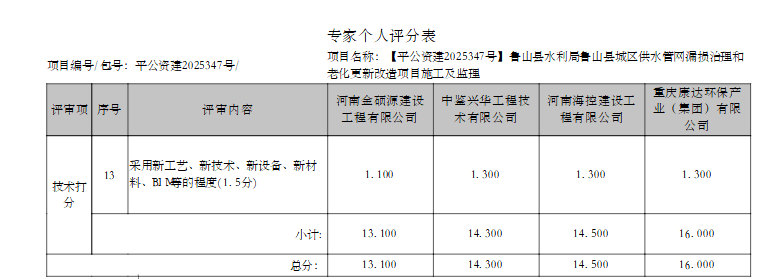 专家个人评分表
项目编号/包号：平公资建2025347号/
项目名称：【平公资建2025347号】鲁山县水利局鲁山县城区供水管网漏损治理和
老化更新改造项目施工及监理
评审项 序号 评审内容 河南金硕源建设
工程有限公司 中鉴兴华工程技
术有限公司 河南海控建设工
程有限公司 重庆康达环保产
业（集团）有限
公司
技术打
分 13 采用新工艺、新技术、新设备、新材
料、BIM等的程度(1.5分) 1.100 1.300 1.300 1.300
小计: 13.100 14.300 14.500 16.000
总分: 13.100 14.300 14.500 16.000